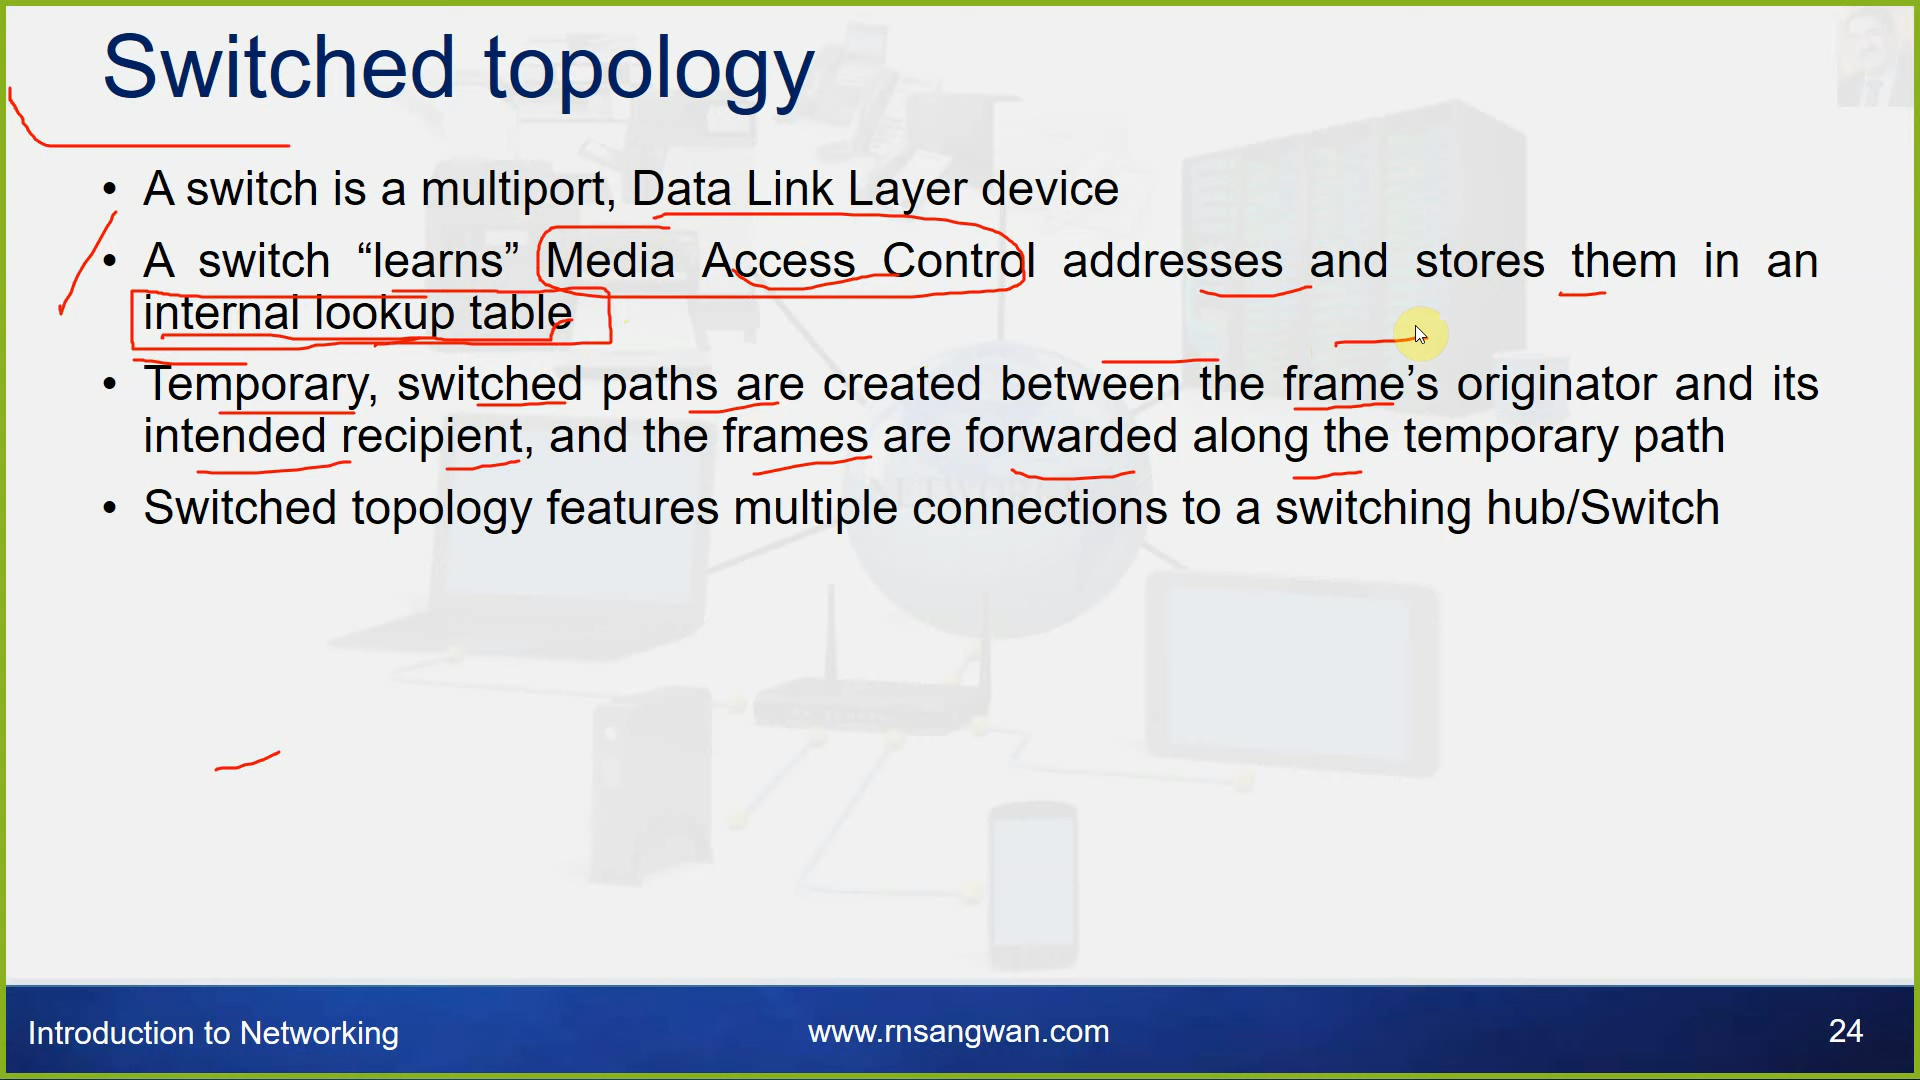 Switched topology
• A switch is a multiport, Data Link Layer device
• A switch “learns” Media Access Control addresses and stores them in an
internal lookup table
• Temporary, switched paths are created between the frame’s originator and its
intended recipient, and the frames are forwarded along the temporary path
• Switched topology features multiple connections to a switching hub/Switch
Introduction to Networking
www.rnsangwan.com
24